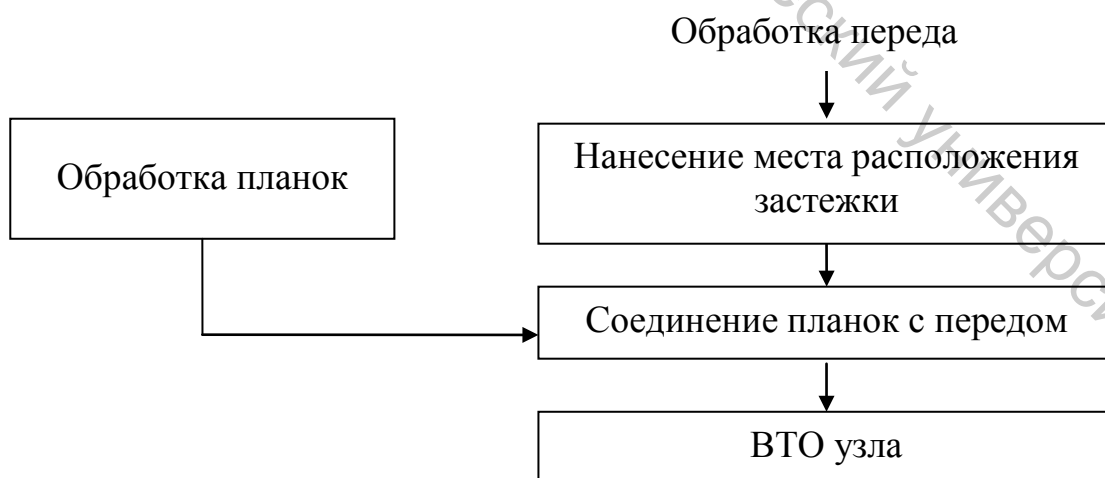 Обработка переда
Обработка планок
Нанесение места расположения
застежки
Соединение планок с передом
ВТО узла